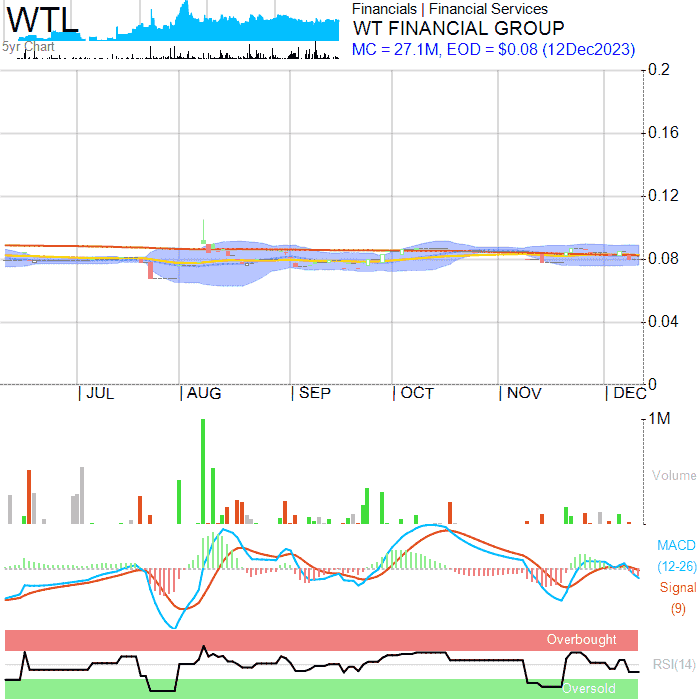 WTL
5yr Chart
Financials | Financial Services
WT FINANCIAL GROUP
MC = 27.1M, EOD = $0.08 (12Dec2023)
0.2
0.16
0.12
0.08
0.04
0
| JUL | AUG | SEP | OCT | NOV | DEC
1M
Volume
MACD
(12-26)
Signal
(9)
Overbought
RSI(14)
Oversold